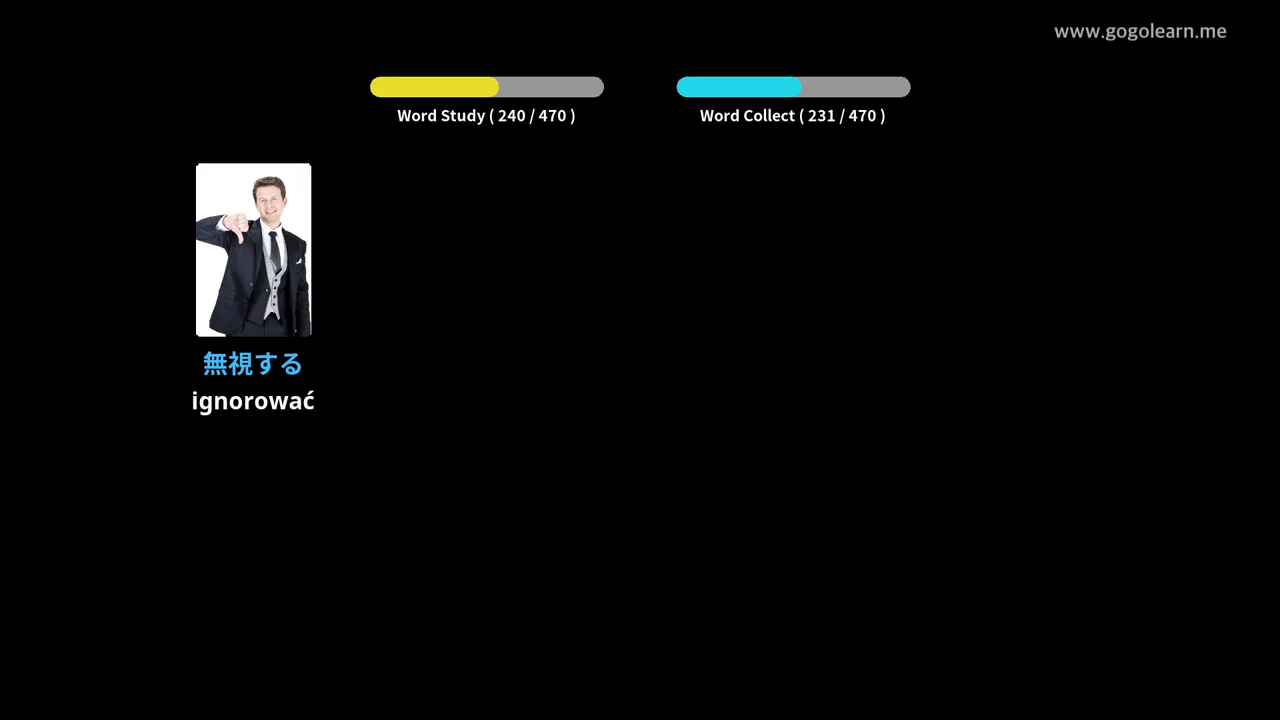 www.gogolearn.me
Word Study ( 240 / 470 )
Word Collect ( 231 / 470 )
無視する
ignorować